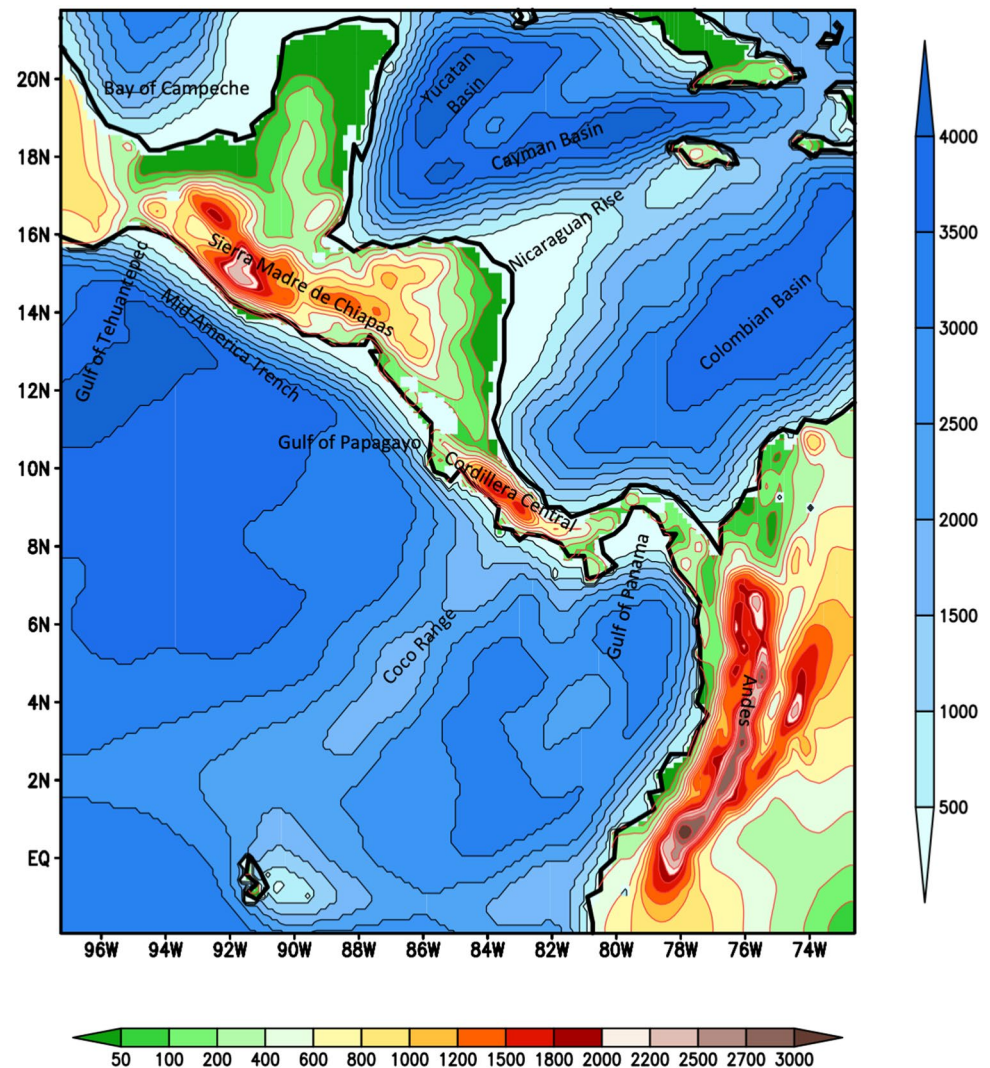 20N
18N
16N
14N
12N
10N
8N
6N
4N
2N
EQ
96W
94W
92W
90W
88W
86W
84W
82W
80W
78W
76W
74W
Bay of Campeche
Yucatan
Basin
Cayman Basin
Nicaraguan Rise
Sierra Madre de Chiapas
Gulf of Tehuantepec
Mid America Trench
Colombian Basin
Gulf of Papagayo
Cordillera Central
Gulf of Panama
Coco Range
Andes
4000
3500
3000
2500
2000
1500
1000
500
50
100
200
400
600
800
1000
1200
1500
1800
2000
2200
2500
2700
3000